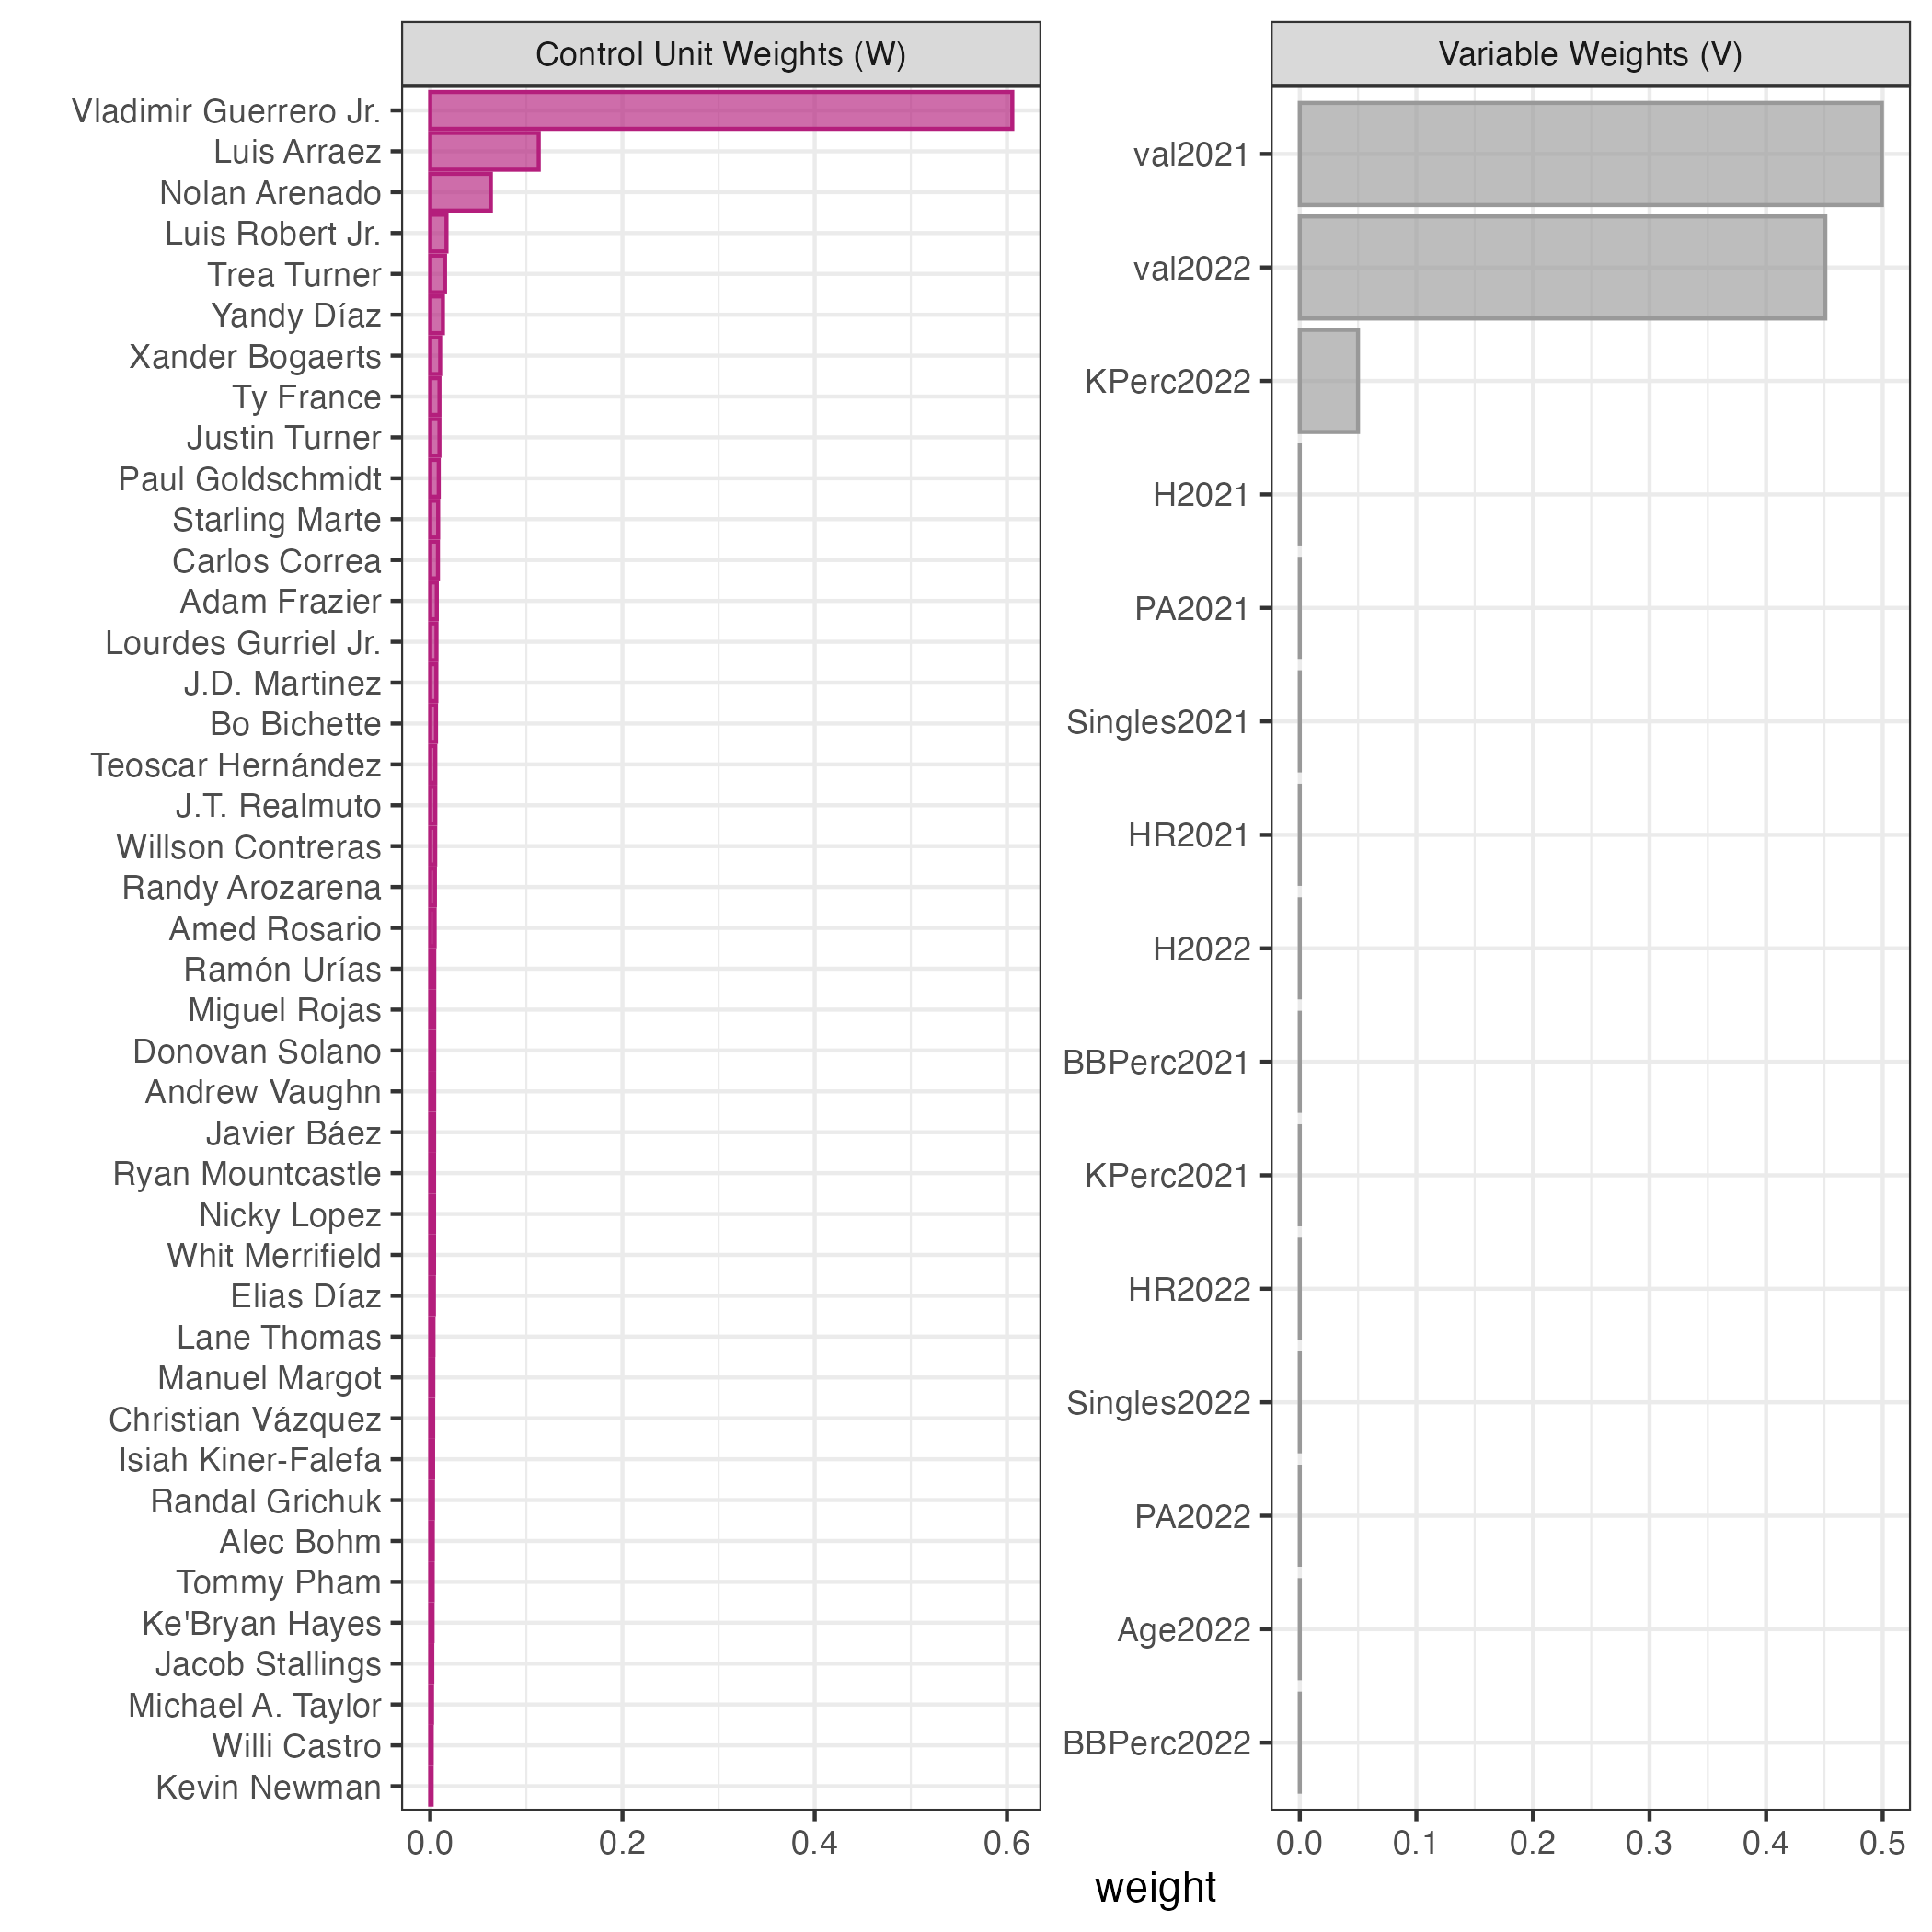 Control Unit Weights (W)
Vladimir Guerrero Jr.
Luis Arraez
Nolan Arenado
Luis Robert Jr.
Trea Turner
Yandy Díaz
Xander Bogaerts
Ty France
Justin Turner
Paul Goldschmidt
Starling Marte
Carlos Correa
Adam Frazier
Lourdes Gurriel Jr.
J.D. Martinez
Bo Bichette
Teoscar Hernández
J.T. Realmuto
Willson Contreras
Randy Arozarena
Amed Rosario
Ramón Urías
Miguel Rojas
Donovan Solano
Andrew Vaughn
Javier Báez
Ryan Mountcastle
Nicky Lopez
Whit Merrifield
Elias Díaz
Lane Thomas
Manuel Margot
Christian Vázquez
Isiah Kiner-Falefa
Randal Grichuk
Alec Bohm
Tommy Pham
Ke'Bryan Hayes
Jacob Stallings
Michael A. Taylor
Willi Castro
Kevin Newman
0.0 0.2 0.4 0.6
Variable Weights (V)
val2021
val2022
KPerc2022
H2021
PA2021
Singles2021
HR2021
H2022
BBPerc2021
KPerc2021
HR2022
Singles2022
PA2022
Age2022
BBPerc2022
0.0 0.1 0.2 0.3 0.4 0.5
weight